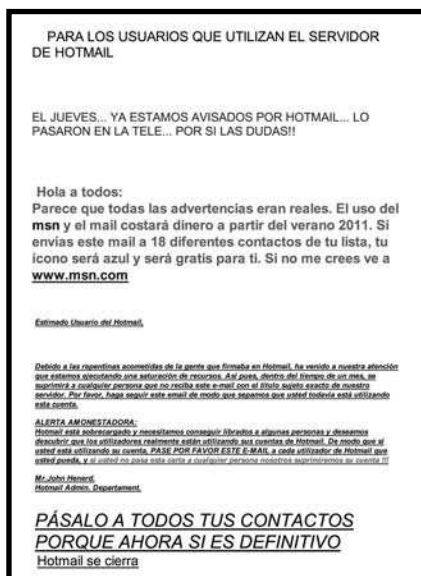 PARA LOS USUARIOS QUE UTILIZAN EL SERVIDOR
DE HOTMAIL
EL JUEVES... YA ESTAMOS AVISADOS POR HOTMAIL... LO
PASARON EN LA TELE... POR SI LAS DUDAS!!
Hola a todos:
Parece que todas las advertencias eran reales. El uso del
msn y el mail costará dinero a partir del verano 2011. Si
envías este mail a 18 diferentes contactos de tu lista, tu
icono será azul y será gratis para ti. Si no me crees ve a
www.msn.com
Estimado Usuario del Hotmail,
Debido a las repentinas acometidas de la gente que firmaba en Hotmail, ha venido a nuestra atención
que estamos ejecutando una saturación de recursos. Así pues, dentro del tiempo de un mes, se
suprimirá a cualquier persona que no reciba este e-mail con el título sujeto exacto de nuestro
servidor. Por favor, haga seguir este email de modo que sepamos que usted todavía está utilizando
esta cuenta.
ALERTA AMONESTADORA:
Hotmail está sobrecargado y necesitamos conseguir librados a algunas personas y deseamos
descubrir que los utilizadores realmente están utilizando sus cuentas de Hotmail. De modo que si
usted está utilizando su cuenta, PASE POR FAVOR ESTE E-MAIL a cada utilizador de Hotmail que
usted pueda, y si usted no pasa esta carta a cualquier persona nosotros suprimiremos su cuenta !!!
Mr.John Henerd.
Hotmail Admin. Departament.
PÁSALO A TODOS TUS CONTACTOS
PORQUE AHORA SI ES DEFINITIVO
Hotmail se cierra